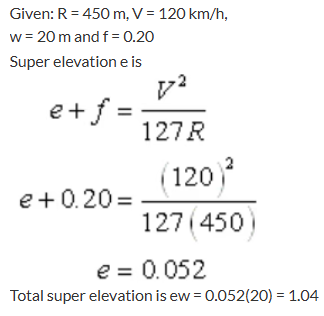 Given: R = 450 m, V = 120 km/h,
w = 20 m and f = 0.20
Super elevation e is
e + f = V² / 127R
e + 0.20 = (120)² / 127(450)
e = 0.052
Total super elevation is ew = 0.052(20) = 1.04